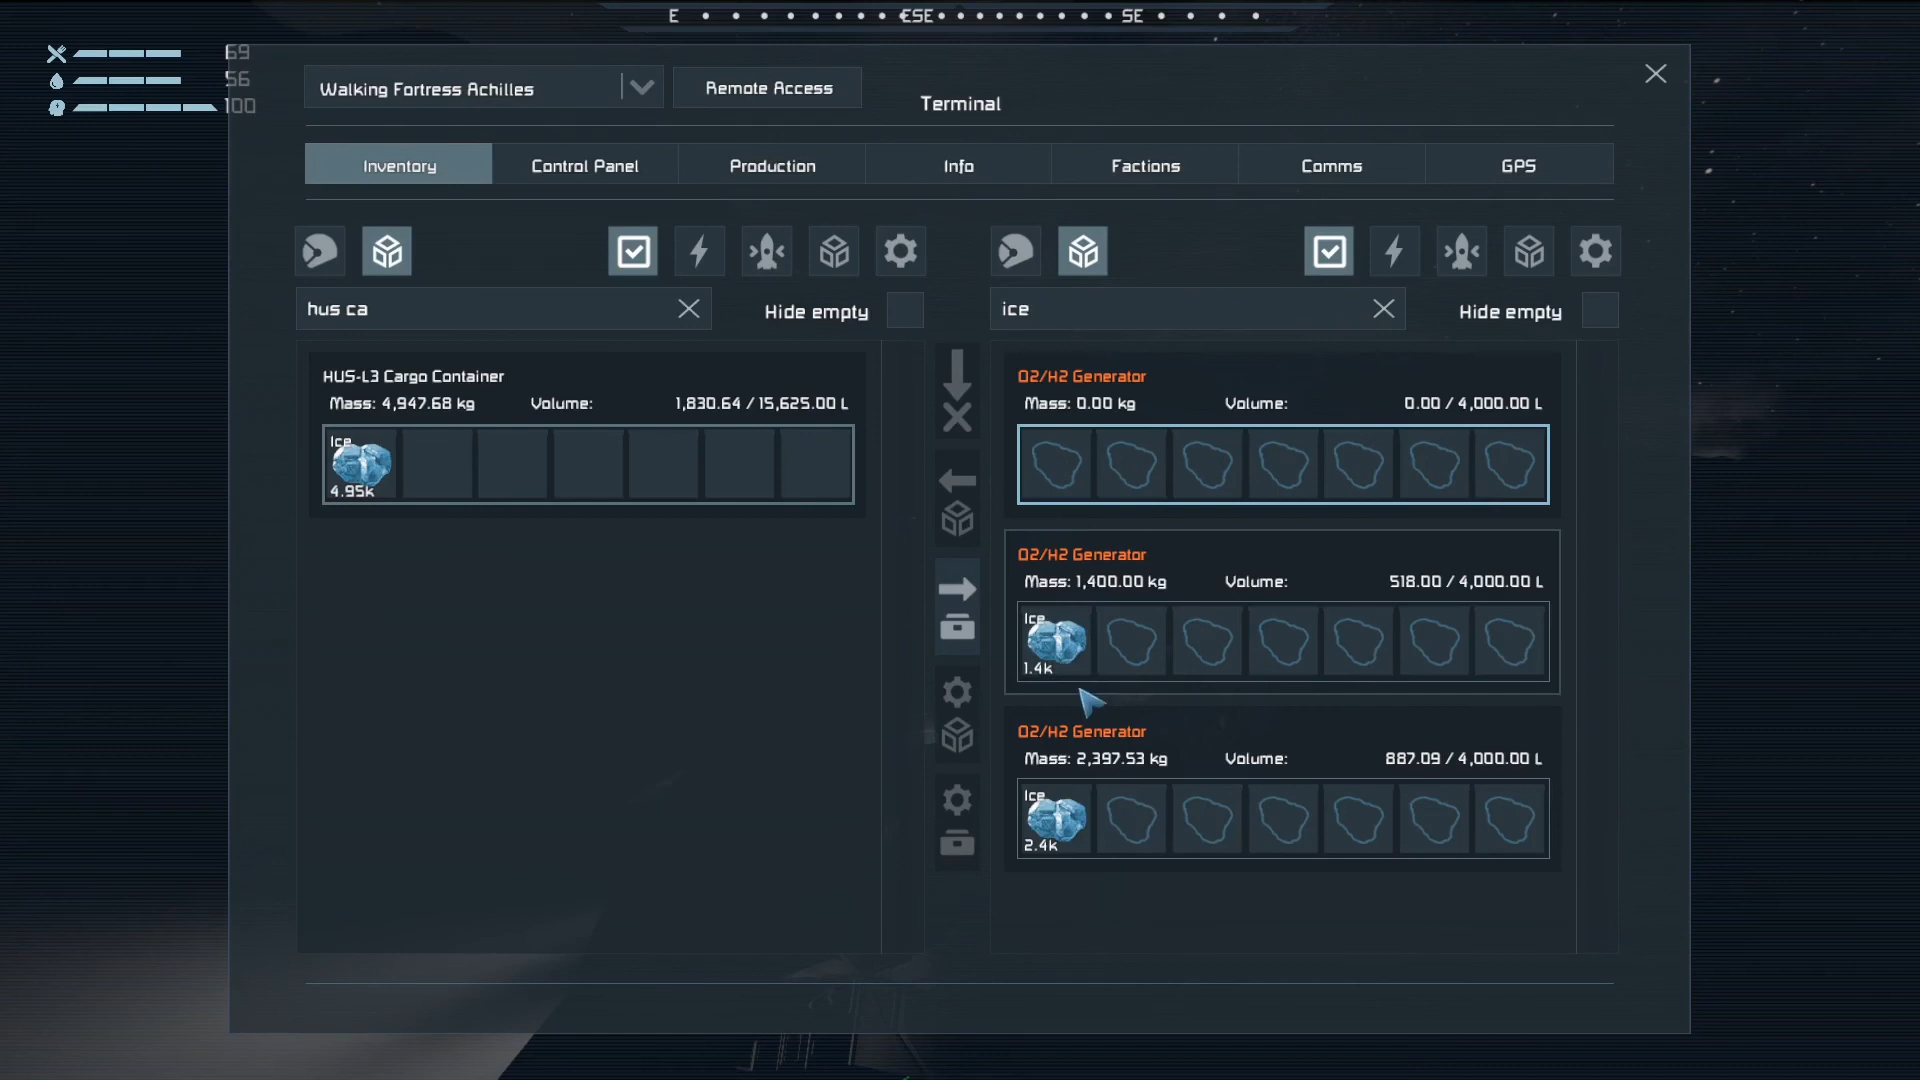 E ESE SE
69
56
100
Walking Fortress Achilles
Remote Access
Terminal
Inventory Control Panel Production Info Factions Comms GPS
hus ca
Hide empty
ice
Hide empty
HUS-L3 Cargo Container
Mass: 4,947.68 kg Volume: 1,830.64 / 15,625.00 L
Ice
4.95k
O2/H2 Generator
Mass: 0.00 kg Volume: 0.00 / 4,000.00 L
O2/H2 Generator
Mass: 1,400.00 kg Volume: 518.00 / 4,000.00 L
Ice
1.4k
O2/H2 Generator
Mass: 2,397.53 kg Volume: 887.09 / 4,000.00 L
Ice
2.4k